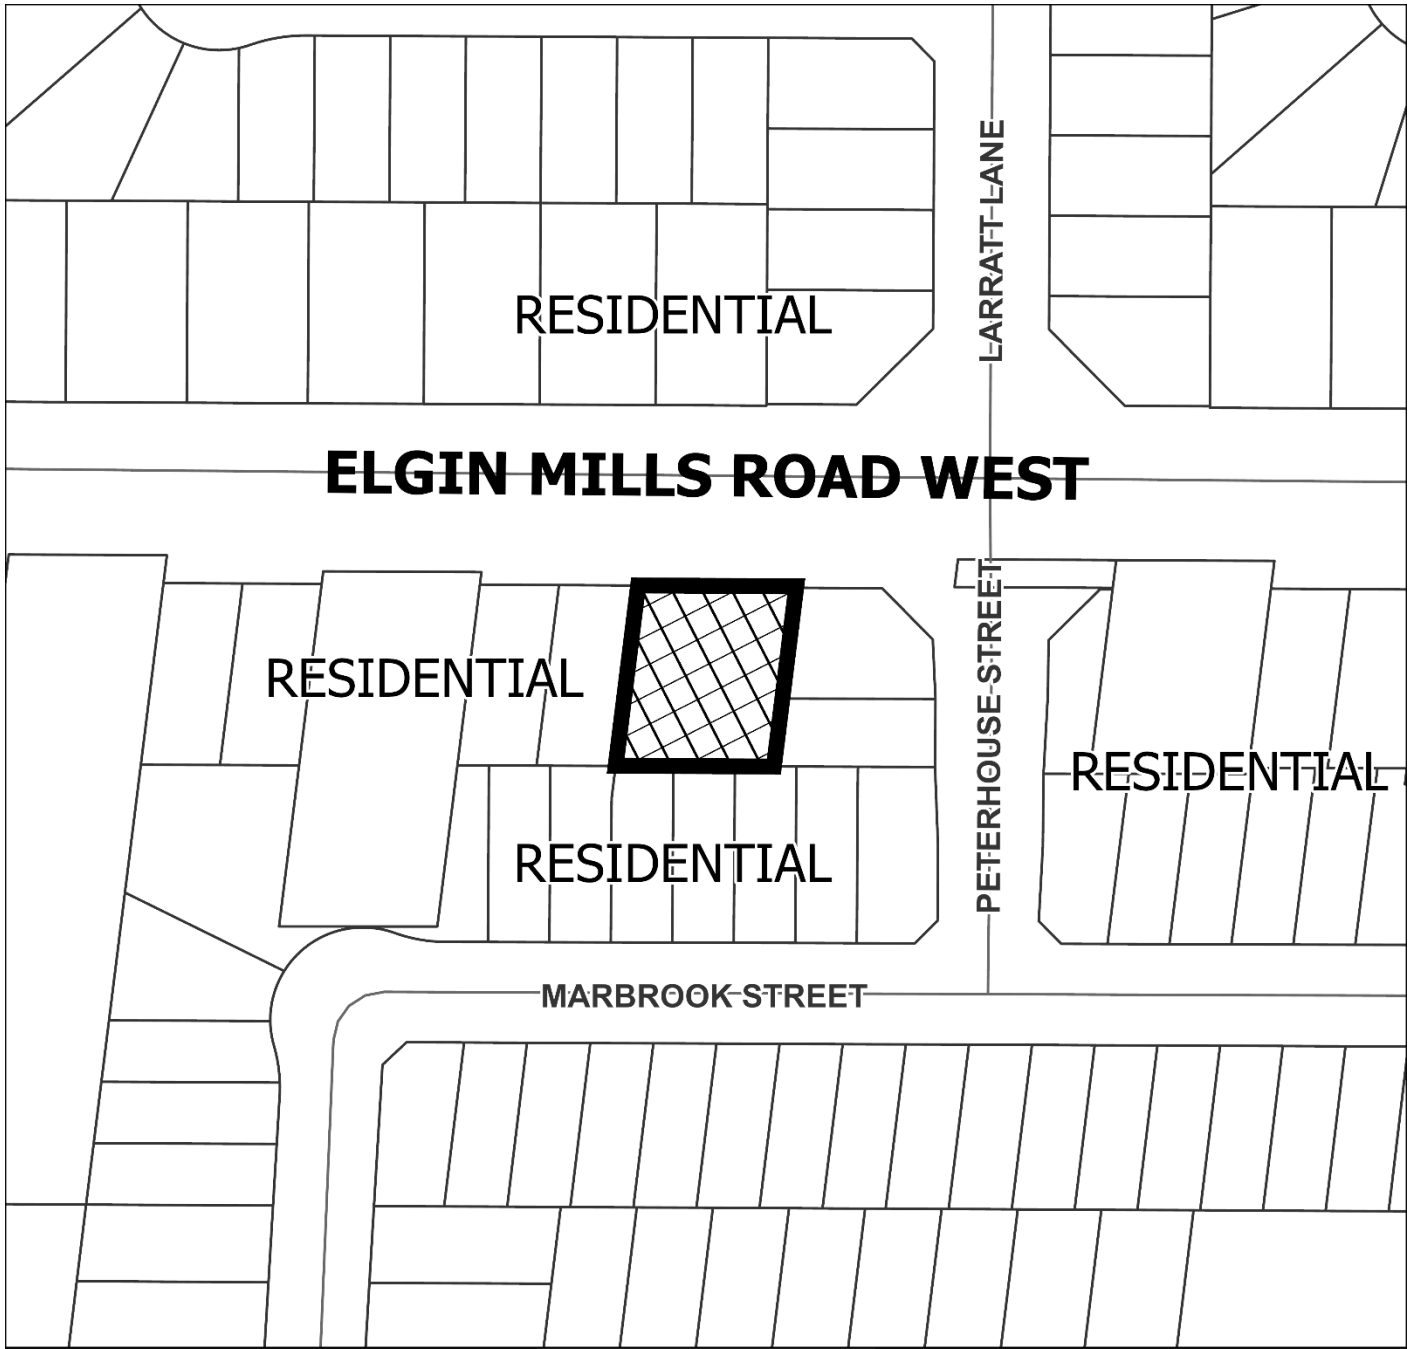 LARRATT LANE
RESIDENTIAL
ELGIN MILLS ROAD WEST
RESIDENTIAL
PETERHOUSE STREET
RESIDENTIAL
RESIDENTIAL
MARBROOK STREET